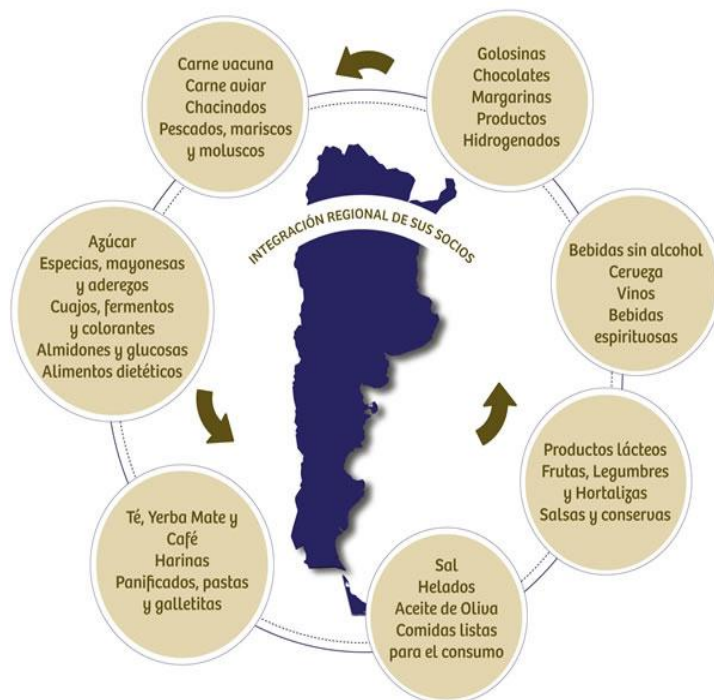 Carne vacuna
Carne aviar
Chacinados
Pescados, mariscos
y moluscos
Golosinas
Chocolates
Margarinas
Productos
Hidrogenados
INTEGRACIÓN REGIONAL DE SUS SOCIOS
Azúcar
Especias, mayonesas
y aderezos
Cuajos, fermentos
y colorantes
Almidones y glucosas
Alimentos dietéticos
Bebidas sin alcohol
Cerveza
Vinos
Bebidas
espirituosas
Productos lácteos
Frutas, Legumbres
y Hortalizas
Salsas y conservas
Té, Yerba Mate y
Café
Harinas
Panificados, pastas
y galletitas
Sal
Helados
Aceite de Oliva
Comidas listas
para el consumo